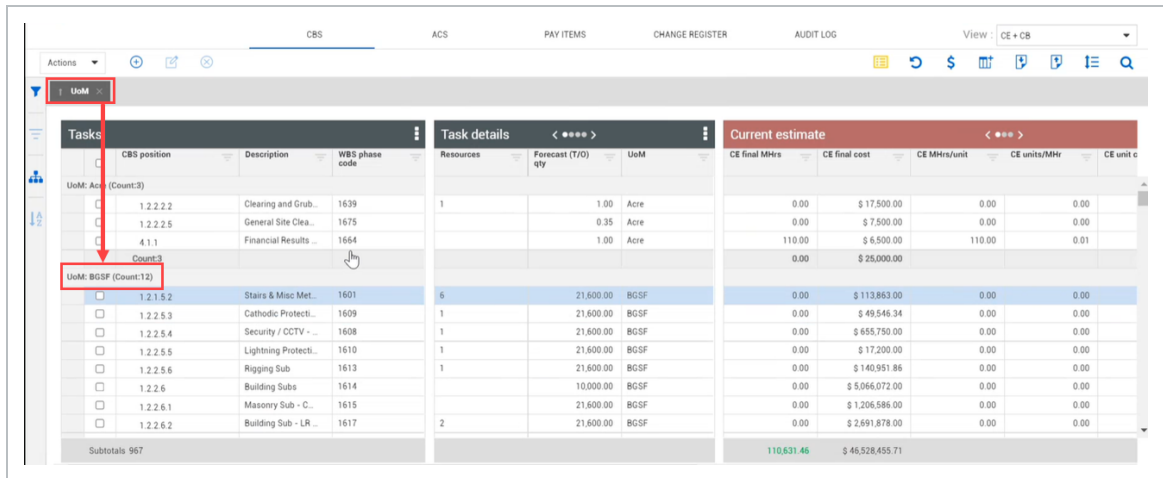 CBS ACS PAY ITEMS CHANGE REGISTER AUDIT LOG View : CE + CB
Actions
1 UoM
Tasks Task details Current estimate
CBS position Description WBS phase code Resources Forecast (T/O) qty UoM CE final MHrs CE final cost CE MHrs/unit CE units/MHr CE unit c
UoM: Acre (Count:3)
1.2.2.2.2 Clearing and Grub... 1639 1 1.00 Acre 0.00 $ 17,500.00 0.00 0.00
1.2.2.2.5 General Site Clea... 1675 0.35 Acre 0.00 $ 7,500.00 0.00 0.00
4.1.1 Financial Results ... 1664 1.00 Acre 110.00 $ 6,500.00 110.00 0.01
Count:3 0.00 $ 25,000.00
UoM: BGSF (Count:12)
1.2.1.5.2 Stairs & Misc Met... 1601 6 21,600.00 BGSF 0.00 $ 113,863.00 0.00 0.00
1.2.2.5.3 Cathodic Protecti... 1609 1 21,600.00 BGSF 0.00 $ 49,546.34 0.00 0.00
1.2.2.5.4 Security / CCTV - ... 1608 1 21,600.00 BGSF 0.00 $ 655,750.00 0.00 0.00
1.2.2.5.5 Lightning Protecti... 1610 1 21,600.00 BGSF 0.00 $ 17,200.00 0.00 0.00
1.2.2.5.6 Rigging Sub 1613 1 21,600.00 BGSF 0.00 $ 140,951.86 0.00 0.00
1.2.2.6 Building Subs 1614 10,000.00 BGSF 0.00 $ 5,066,072.00 0.00 0.00
1.2.2.6.1 Masonry Sub - C... 1615 21,600.00 BGSF 0.00 $ 1,206,586.00 0.00 0.00
1.2.2.6.2 Building Sub - LR ... 1617 2 21,600.00 BGSF 0.00 $ 2,691,878.00 0.00 0.00
Subtotals 967 110,631.46 $ 46,528,455.71